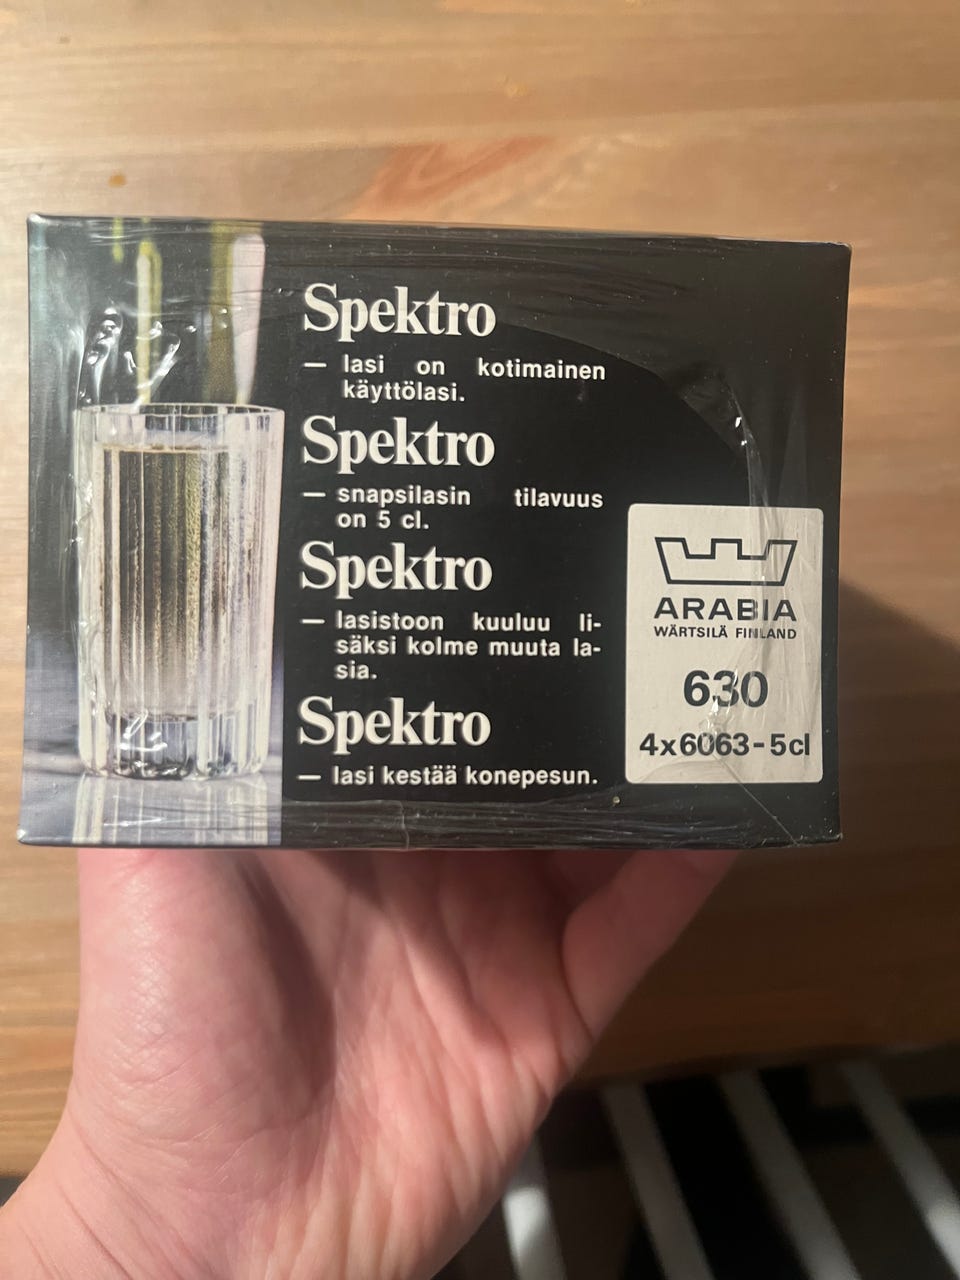 Spektro
— lasi on kotimainen
käyttölasi.
Spektro
— snapsilasin tilavuus
on 5 cl.
Spektro
— lasistoon kuuluu li-
säksi kolme muuta la-
sia.
Spektro
— lasi kestää konepesun.
ARABIA
WÄRTSILÄ FINLAND
630
4x6063-5cl